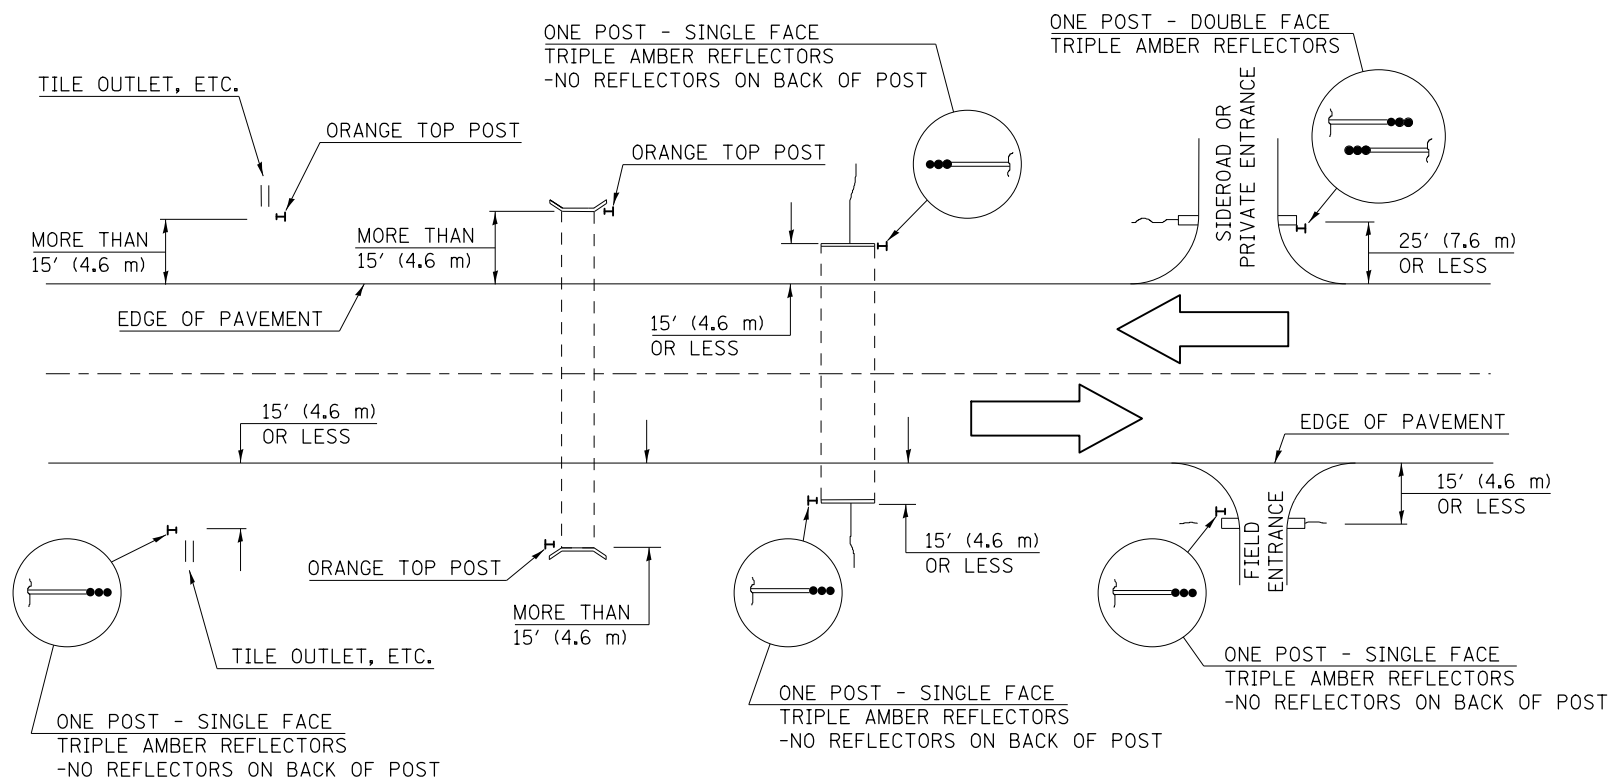 ONE POST - SINGLE FACE
TRIPLE AMBER REFLECTORS
-NO REFLECTORS ON BACK OF POST
ONE POST - DOUBLE FACE
TRIPLE AMBER REFLECTORS
TILE OUTLET, ETC.
ORANGE TOP POST
ORANGE TOP POST
SIDEROAD OR
PRIVATE ENTRANCE
MORE THAN
15' (4.6 m)
MORE THAN
15' (4.6 m)
25' (7.6 m)
OR LESS
EDGE OF PAVEMENT
15' (4.6 m)
OR LESS
15' (4.6 m)
OR LESS
EDGE OF PAVEMENT
15' (4.6 m)
OR LESS
FIELD
ENTRANCE
15' (4.6 m)
OR LESS
ORANGE TOP POST
MORE THAN
15' (4.6 m)
TILE OUTLET, ETC.
ONE POST - SINGLE FACE
TRIPLE AMBER REFLECTORS
-NO REFLECTORS ON BACK OF POST
ONE POST - SINGLE FACE
TRIPLE AMBER REFLECTORS
-NO REFLECTORS ON BACK OF POST
ONE POST - SINGLE FACE
TRIPLE AMBER REFLECTORS
-NO REFLECTORS ON BACK OF POST